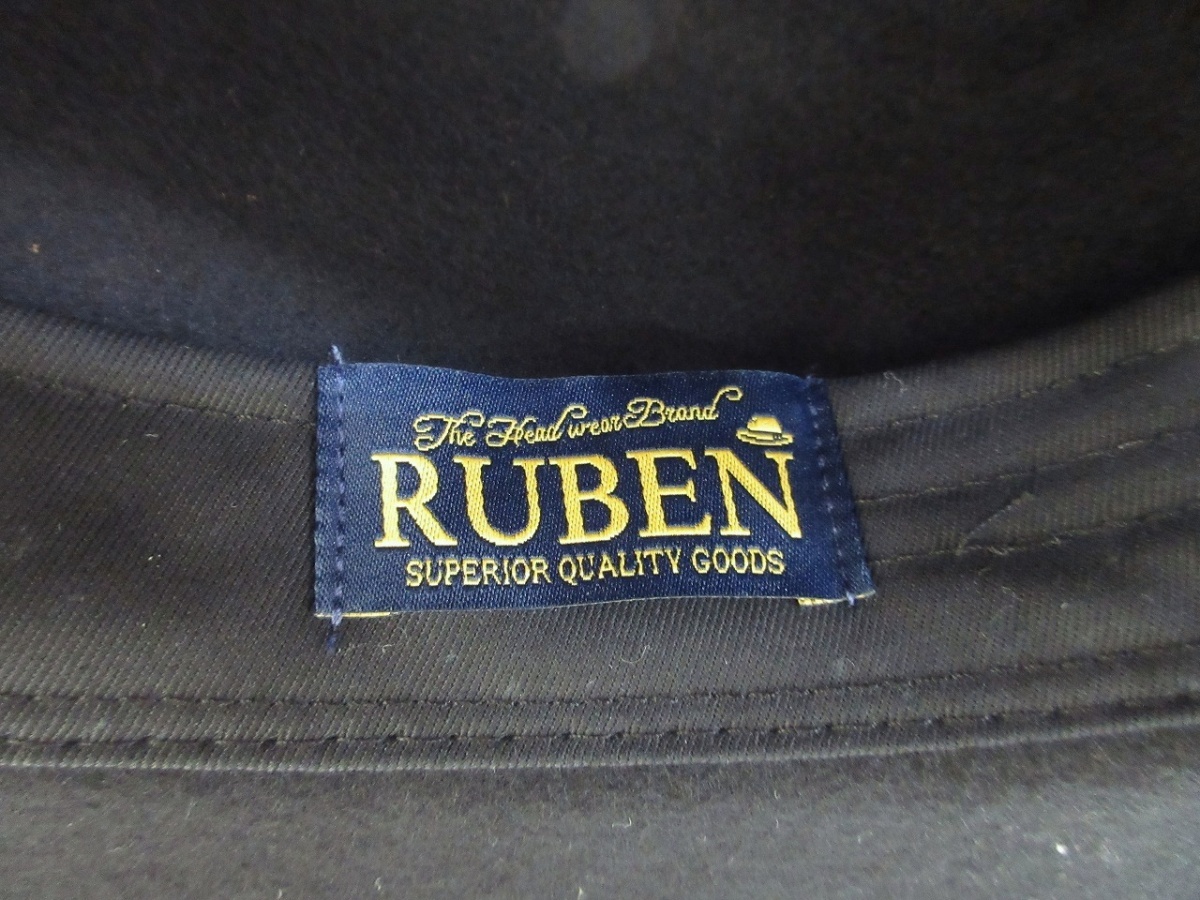 The Head wear Brand
RUBEN
SUPERIOR QUALITY GOODS